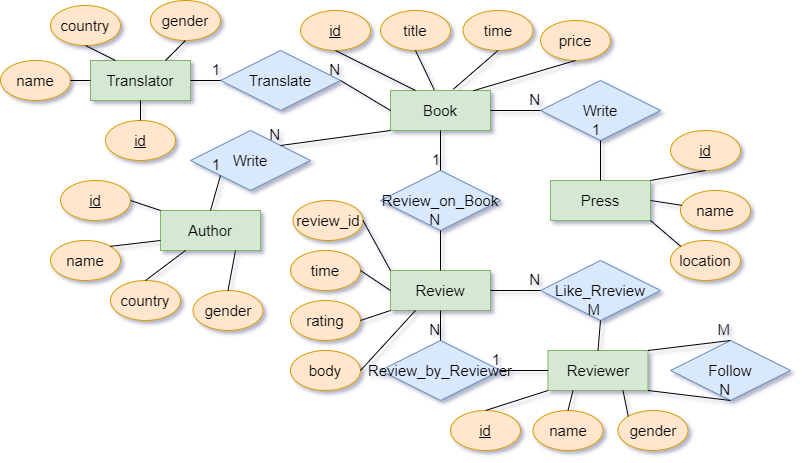 country
gender
id
title
time
price
name
Translator
1
Translate
N
id
Book
N
Write
1
N
1
Write
1
id
id
Author
Review_on_Book
N
Press
name
name
location
country
gender
review_id
time
rating
body
Review
N
Like_Rreview
M
N
Review_by_Reviewer
1
Reviewer
M
Follow
N
id
name
gender